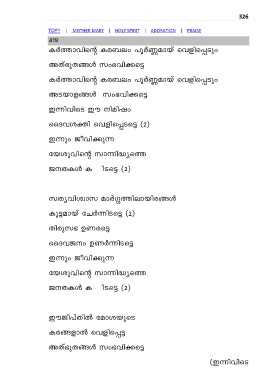 326
TOP↑ | MOTHER MARY | HOLY SPIRIT | ADORATION | PRAISE
419
കർത്താവിന്റെ കരബലം പൂർണ്ണമായ് വെളിപ്പെടും
അത്ഭുതങ്ങൾ സംഭവിക്കട്ടെ
കർത്താവിന്റെ കരബലം പൂർണ്ണമായ് വെളിപ്പെടും
അടയാളങ്ങൾ സംഭവിക്കട്ടെ
ഇന്നിവിടെ ഈ നിമിഷം
ദൈവശക്തി വെളിപ്പെടട്ടെ (2)
ഇന്നും ജീവിക്കുന്ന
യേശുവിന്റെ സാന്നിദ്ധ്യത്തെ
ജനതകൾ ക ിടട്ടെ (2)
സത്യവിശ്വാസ മാർഗ്ഗത്തിലായിരങ്ങൾ
കൂട്ടമായ് ചേർന്നിടട്ടെ (2)
തിരുസഭ ഉണരട്ടെ
ദൈവജനം ഉണർന്നിടട്ടെ
ഇന്നും ജീവിക്കുന്ന
യേശുവിന്റെ സാന്നിദ്ധ്യത്തെ
ജനതകൾ ക ിടട്ടെ (2)
ഈജിപ്തിൽ മോശയുടെ
കരങ്ങളാൽ വെളിപ്പെട്ട
അത്ഭുതങ്ങൾ സംഭവിക്കട്ടെ
(ഇന്നിവിടെ